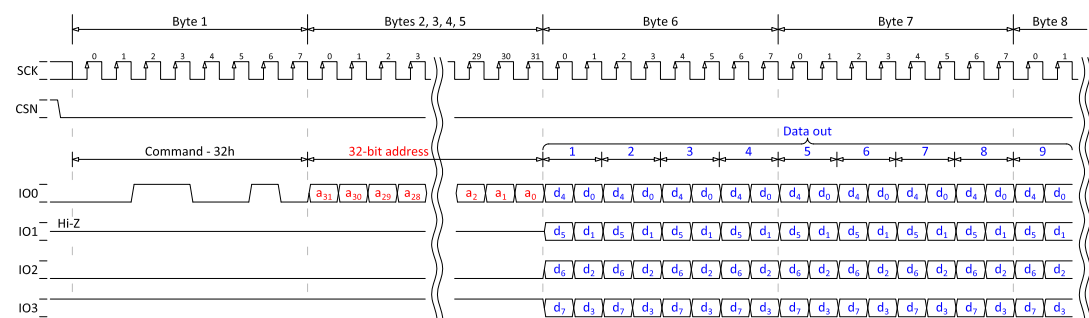 Byte 1 Bytes 2, 3, 4, 5 Byte 6 Byte 7 Byte 8
0 1 2 3 4 5 6 7 0 1 2 3 29 30 31 0 1 2 3 4 5 6 7 0 1 2 3 4 5 6 7 0 1
SCK
CSN
Data out
Command - 32h 32-bit address 1 2 3 4 5 6 7 8 9
IO0 a31 a30 a29 a28 a2 a1 a0 d4 d0 d4 d0 d4 d0 d4 d0 d4 d0 d4 d0 d4 d0 d4 d0 d4 d0
Hi-Z
IO1 d5 d1 d5 d1 d5 d1 d5 d1 d5 d1 d5 d1 d5 d1 d5 d1 d5 d1
IO2 d6 d2 d6 d2 d6 d2 d6 d2 d6 d2 d6 d2 d6 d2 d6 d2 d6 d2
IO3 d7 d3 d7 d3 d7 d3 d7 d3 d7 d3 d7 d3 d7 d3 d7 d3 d7 d3